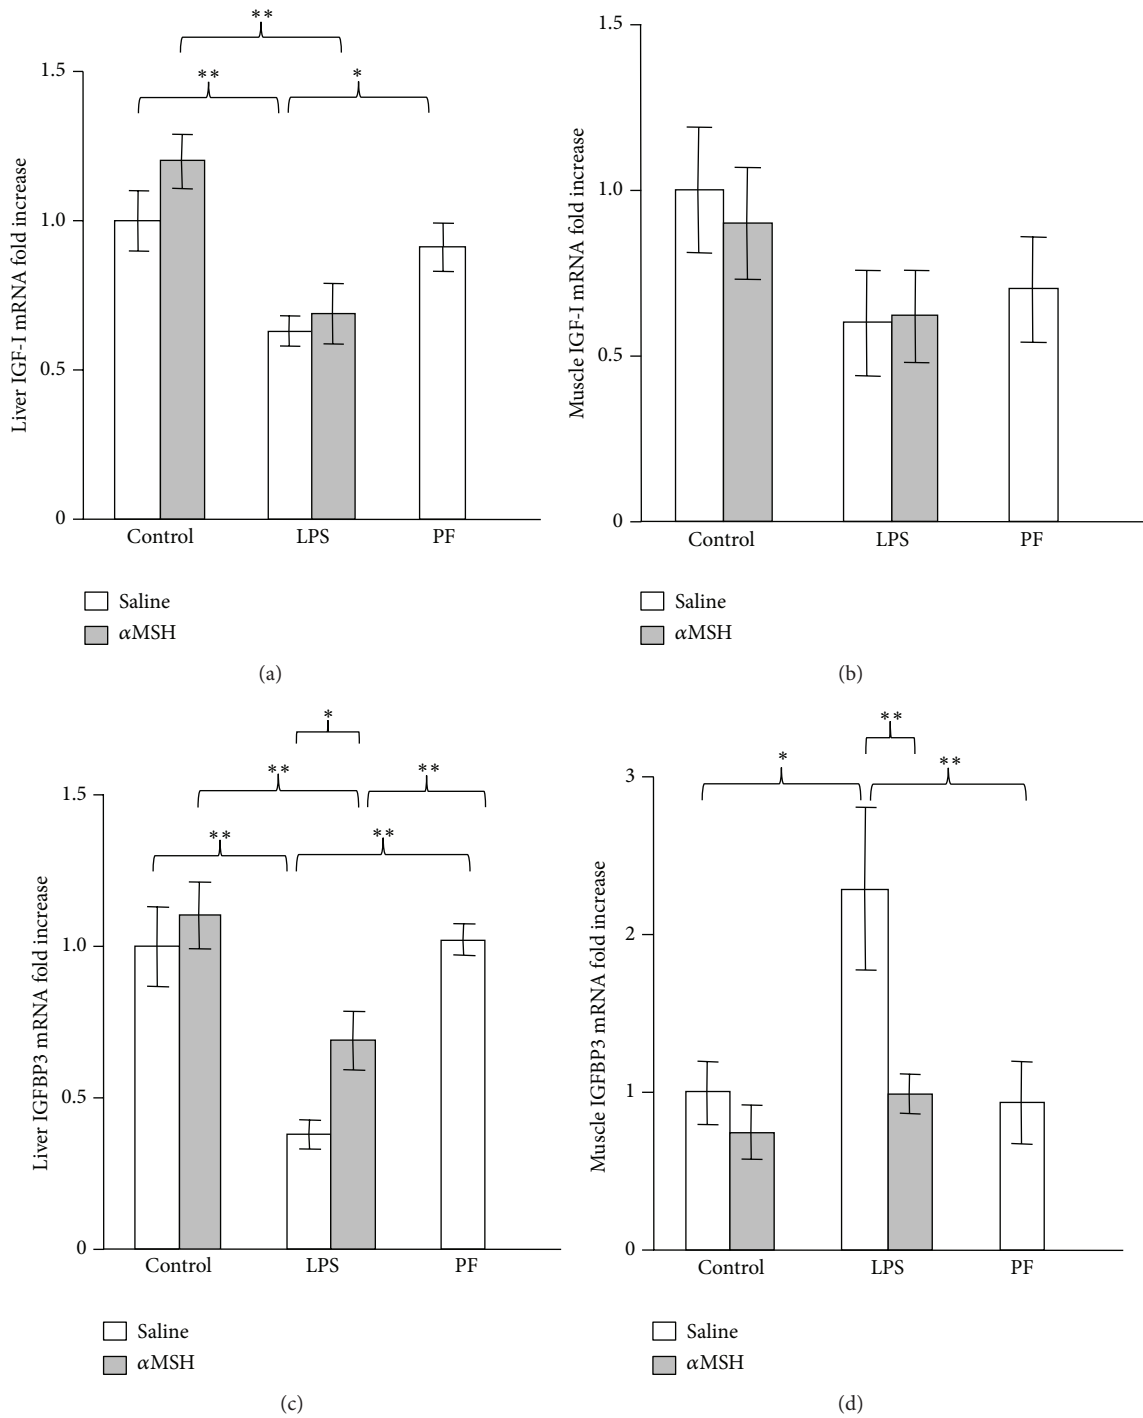 **
** *
1.5
1.0
0.5
0
Liver IGF-I mRNA fold increase
Control LPS PF
Saline
αMSH
(a)
1.5
1.0
0.5
0
Muscle IGF-I mRNA fold increase
Control LPS PF
Saline
αMSH
(b)
*
** **
** **
1.5
1.0
0.5
0
Liver IGFBP3 mRNA fold increase
Control LPS PF
Saline
αMSH
(c)
**
* **
3
2
1
0
Muscle IGFBP3 mRNA fold increase
Control LPS PF
Saline
αMSH
(d)